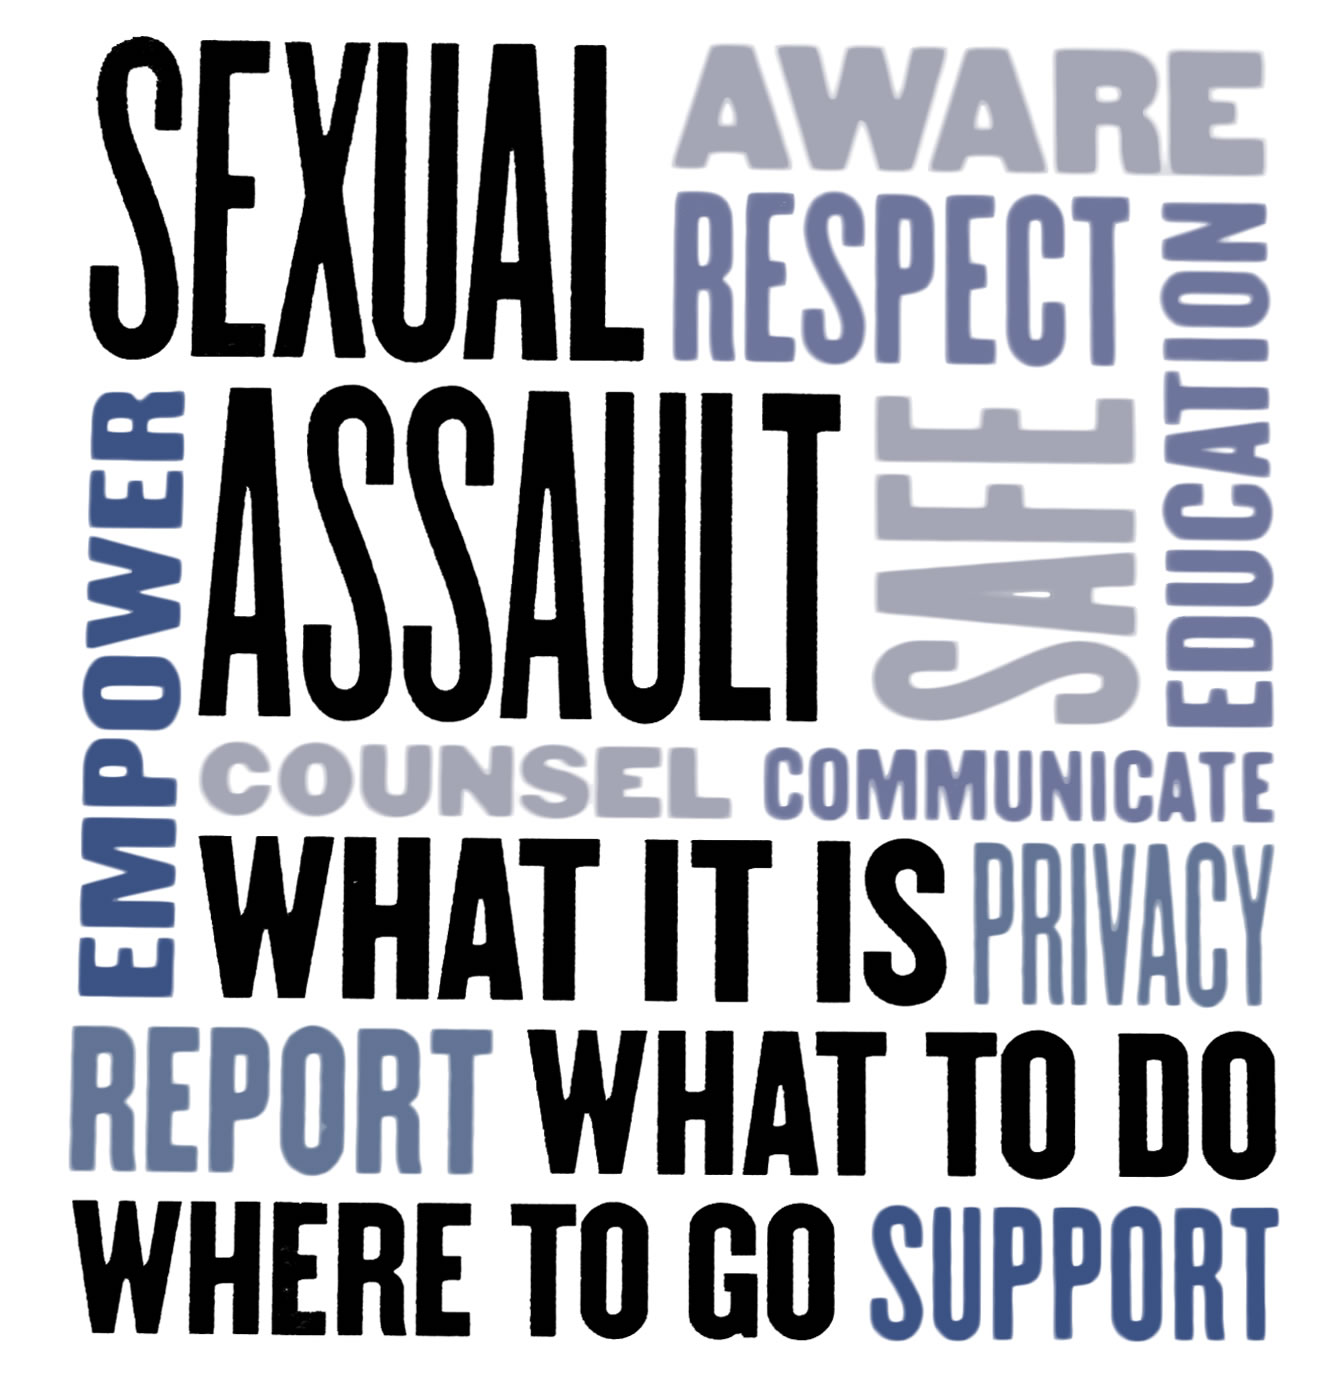 SEXUAL
AWARE
RESPECT
EDUCATION
EMPOWER
ASSAULT
SAFE
COUNSEL
COMMUNICATE
WHAT IT IS
PRIVACY
REPORT
WHAT TO DO
WHERE TO GO
SUPPORT